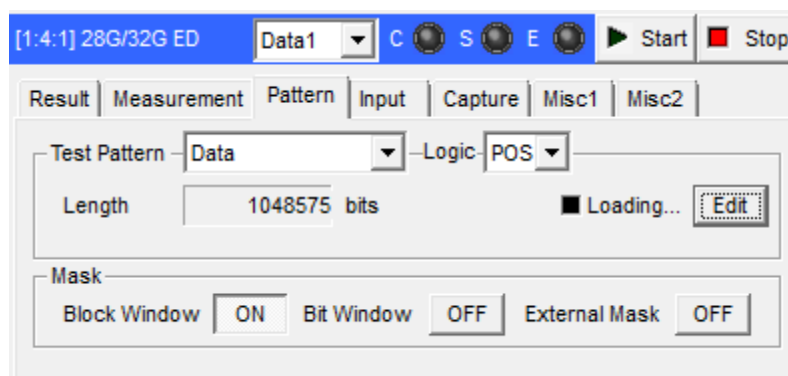 [1:4:1] 28G/32G ED Data1 C S E Start Stop
Result Measurement Pattern Input Capture Misc1 Misc2
Test Pattern Data Logic POS
Length 1048575 bits Loading... Edit
Mask
Block Window ON Bit Window OFF External Mask OFF